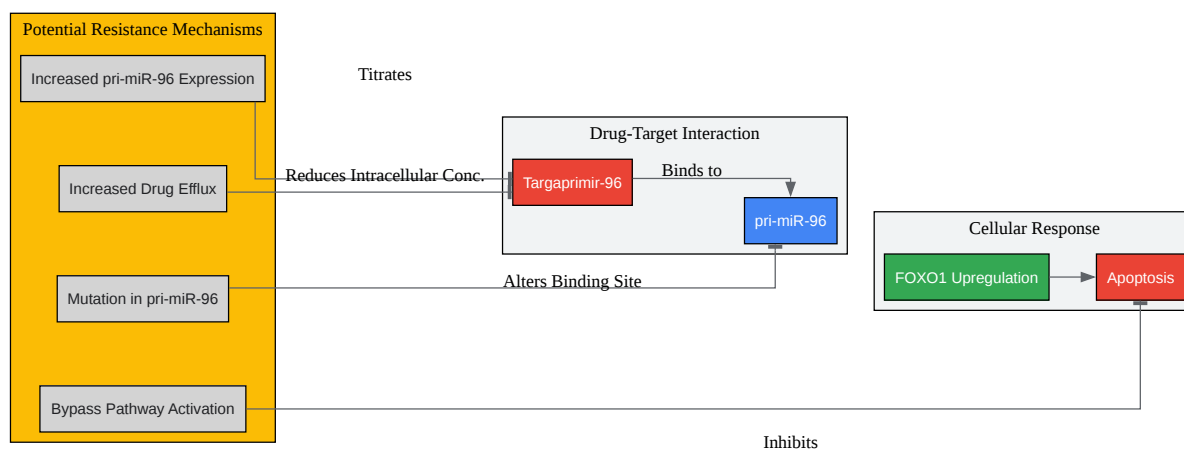 Potential Resistance Mechanisms
Increased pri-miR-96 Expression
Titrates
Drug-Target Interaction
Increased Drug Efflux
Reduces Intracellular Conc.
Targaprimir-96
Binds to
pri-miR-96
Cellular Response
Mutation in pri-miR-96
Alters Binding Site
FOXO1 Upregulation
Apoptosis
Bypass Pathway Activation
Inhibits